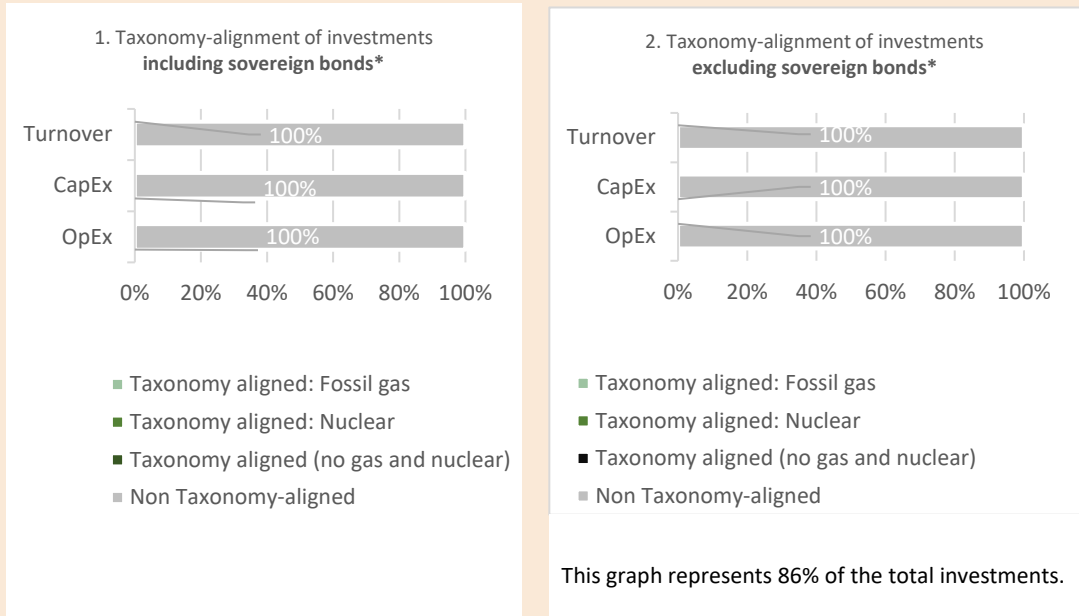 1. Taxonomy-alignment of investments
including sovereign bonds*
Turnover
100%
CapEx
100%
OpEx
100%
0% 20% 40% 60% 80% 100%
Taxonomy aligned: Fossil gas
Taxonomy aligned: Nuclear
Taxonomy aligned (no gas and nuclear)
Non Taxonomy-aligned
2. Taxonomy-alignment of investments
excluding sovereign bonds*
Turnover
100%
CapEx
100%
OpEx
100%
0% 20% 40% 60% 80% 100%
Taxonomy aligned: Fossil gas
Taxonomy aligned: Nuclear
Taxonomy aligned (no gas and nuclear)
Non Taxonomy-aligned
This graph represents 86% of the total investments.